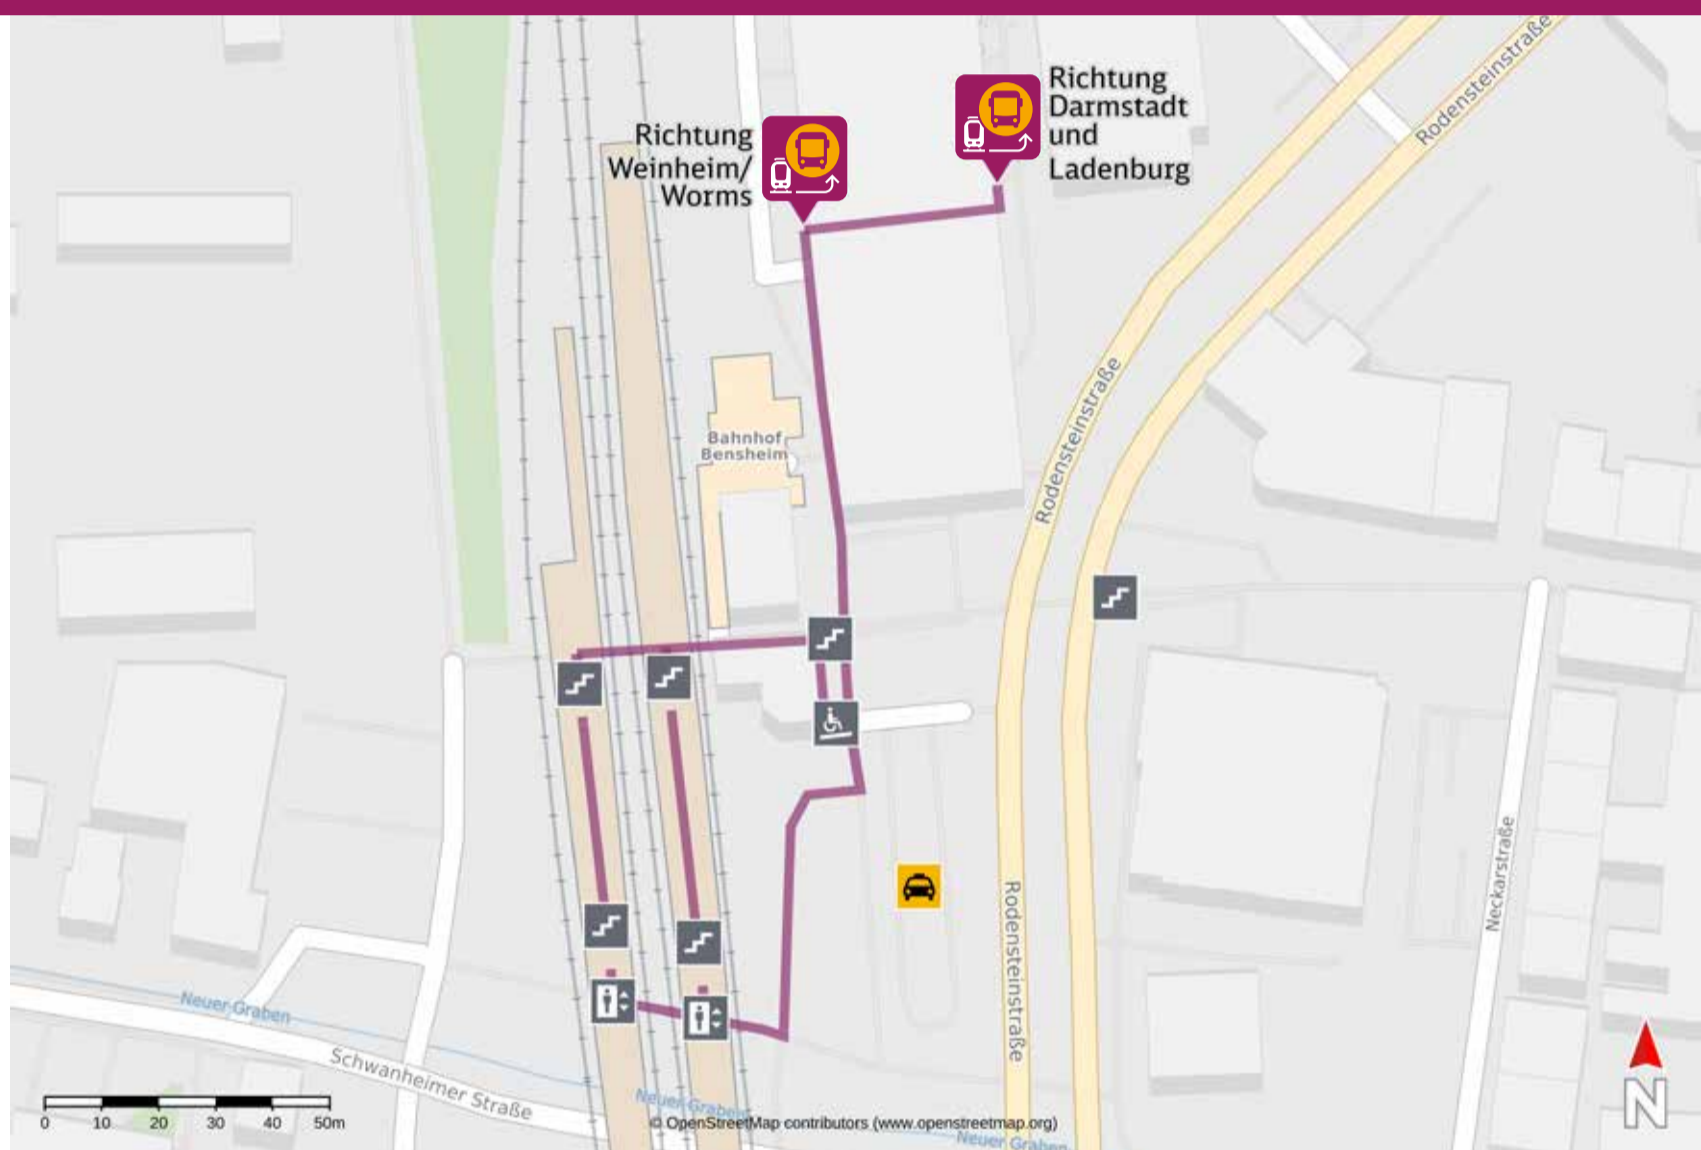 Richtung
Weinheim/
Worms
Richtung
Darmstadt
und
Ladenburg
Rodensteinstraße
Rodensteinstraße
Bahnhof
Bensheim
Rodensteinstraße
Neckarstraße
Neuer Graben
Schwanheimer Straße
Neuer Graben
Neuer Graben
0 10 20 30 40 50m
© OpenStreetMap contributors (www.openstreetmap.org)
N